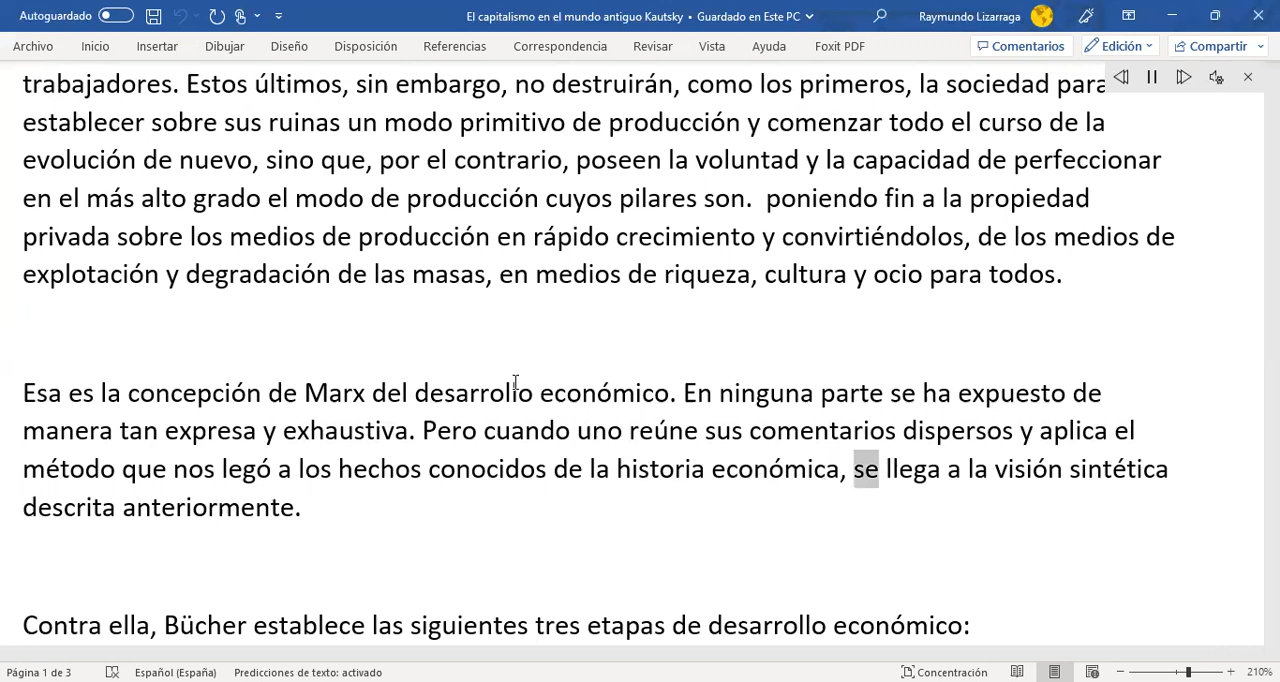 Autoguardado
El capitalismo en el mundo antiguo Kautsky • Guardado en Este PC
Raymundo Lizarraga
Archivo Inicio Insertar Dibujar Diseño Disposición Referencias Correspondencia Revisar Vista Ayuda Foxit PDF Comentarios Edición Compartir
trabajadores. Estos últimos, sin embargo, no destruirán, como los primeros, la sociedad para
establecer sobre sus ruinas un modo primitivo de producción y comenzar todo el curso de la
evolución de nuevo, sino que, por el contrario, poseen la voluntad y la capacidad de perfeccionar
en el más alto grado el modo de producción cuyos pilares son.  poniendo fin a la propiedad
privada sobre los medios de producción en rápido crecimiento y convirtiéndolos, de los medios de
explotación y degradación de las masas, en medios de riqueza, cultura y ocio para todos.
Esa es la concepción de Marx del desarrollo económico. En ninguna parte se ha expuesto de
manera tan expresa y exhaustiva. Pero cuando uno reúne sus comentarios dispersos y aplica el
método que nos legó a los hechos conocidos de la historia económica, se llega a la visión sintética
descrita anteriormente.
Contra ella, Bücher establece las siguientes tres etapas de desarrollo económico:
Página 1 de 3 Español (España) Predicciones de texto: activado Concentración 210%